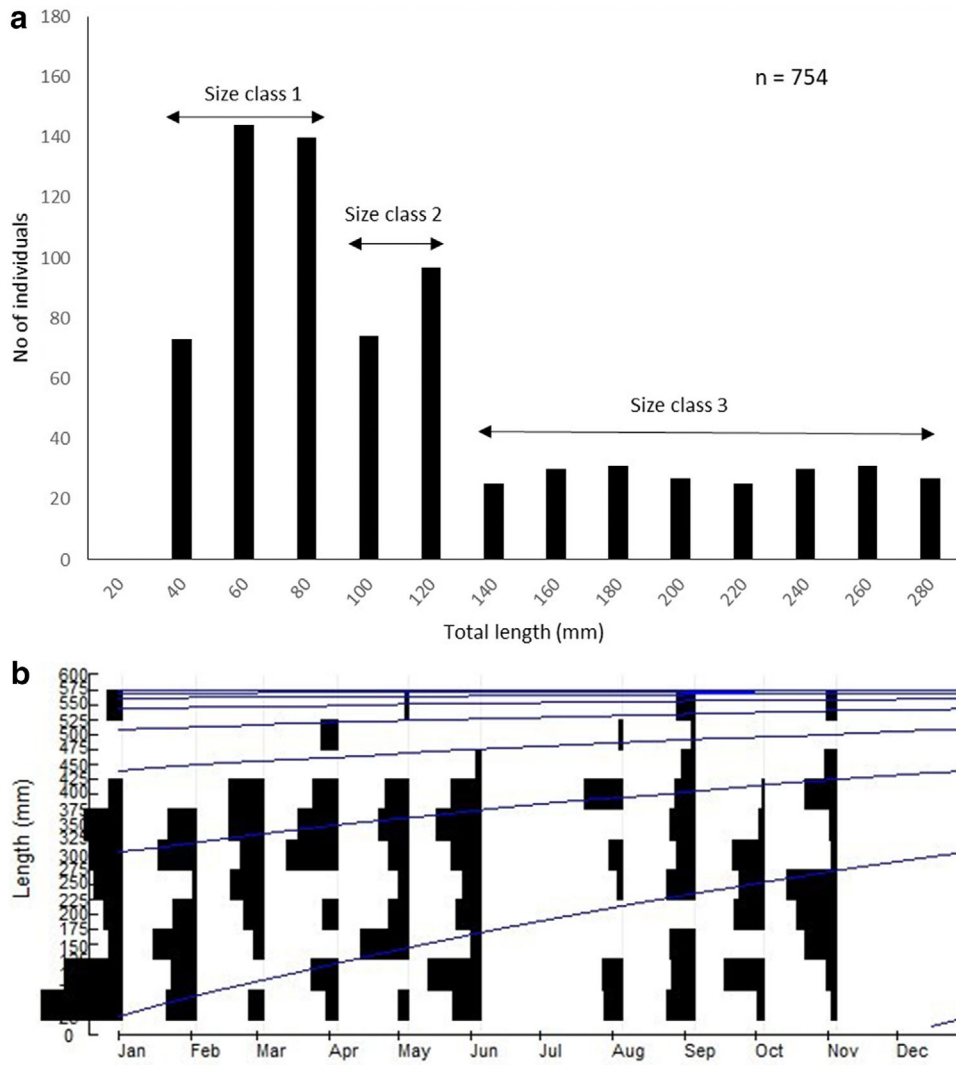 a
180
160
140
120
100
80
60
40
20
0
No of individuals
n = 754
Size class 1
Size class 2
Size class 3
20 40 60 80 100 120 140 160 180 200 220 240 260 280
Total length (mm)
b
600
575
550
525
500
475
450
425
400
375
350
325
300
275
250
225
200
175
150
0
Length (mm)
Jan Feb Mar Apr May Jun Jul Aug Sep Oct Nov Dec